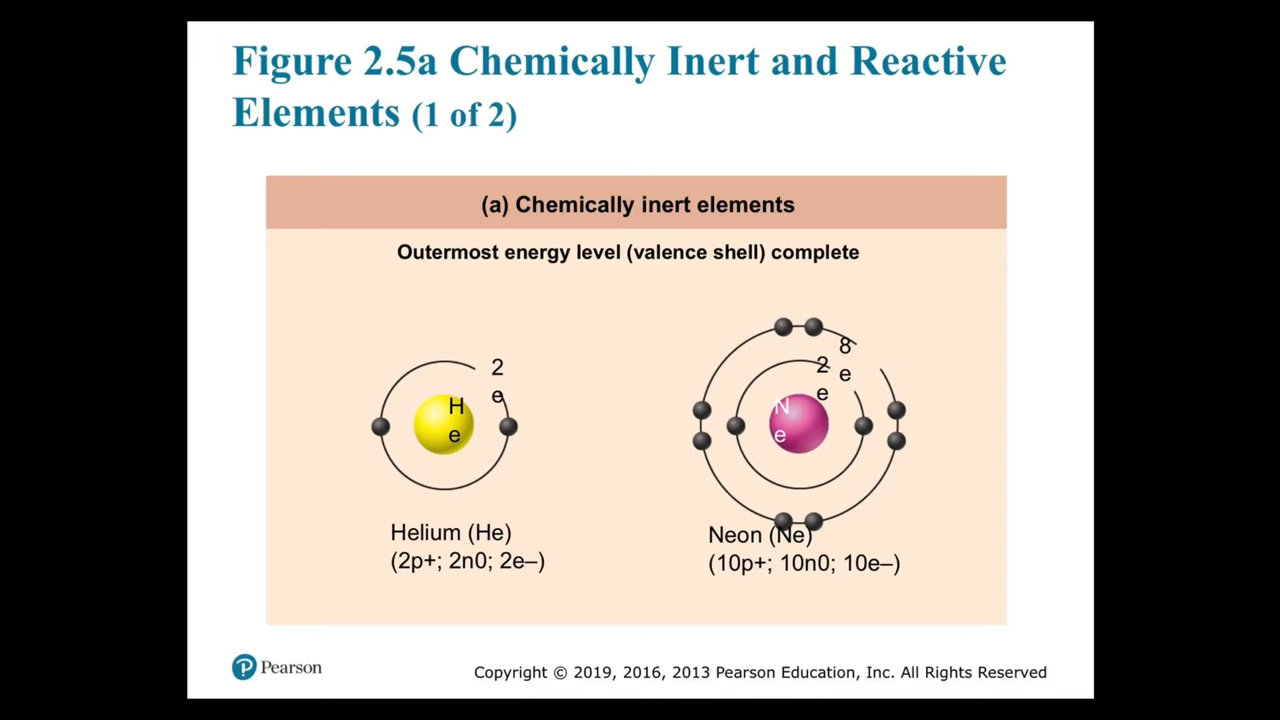 Figure 2.5a Chemically Inert and Reactive
Elements (1 of 2)
(a) Chemically inert elements
Outermost energy level (valence shell) complete
2
e
H
e
8
e
2
e
N
e
Helium (He)
(2p+; 2n0; 2e–)
Neon (Ne)
(10p+; 10n0; 10e–)
P Pearson
Copyright © 2019, 2016, 2013 Pearson Education, Inc. All Rights Reserved